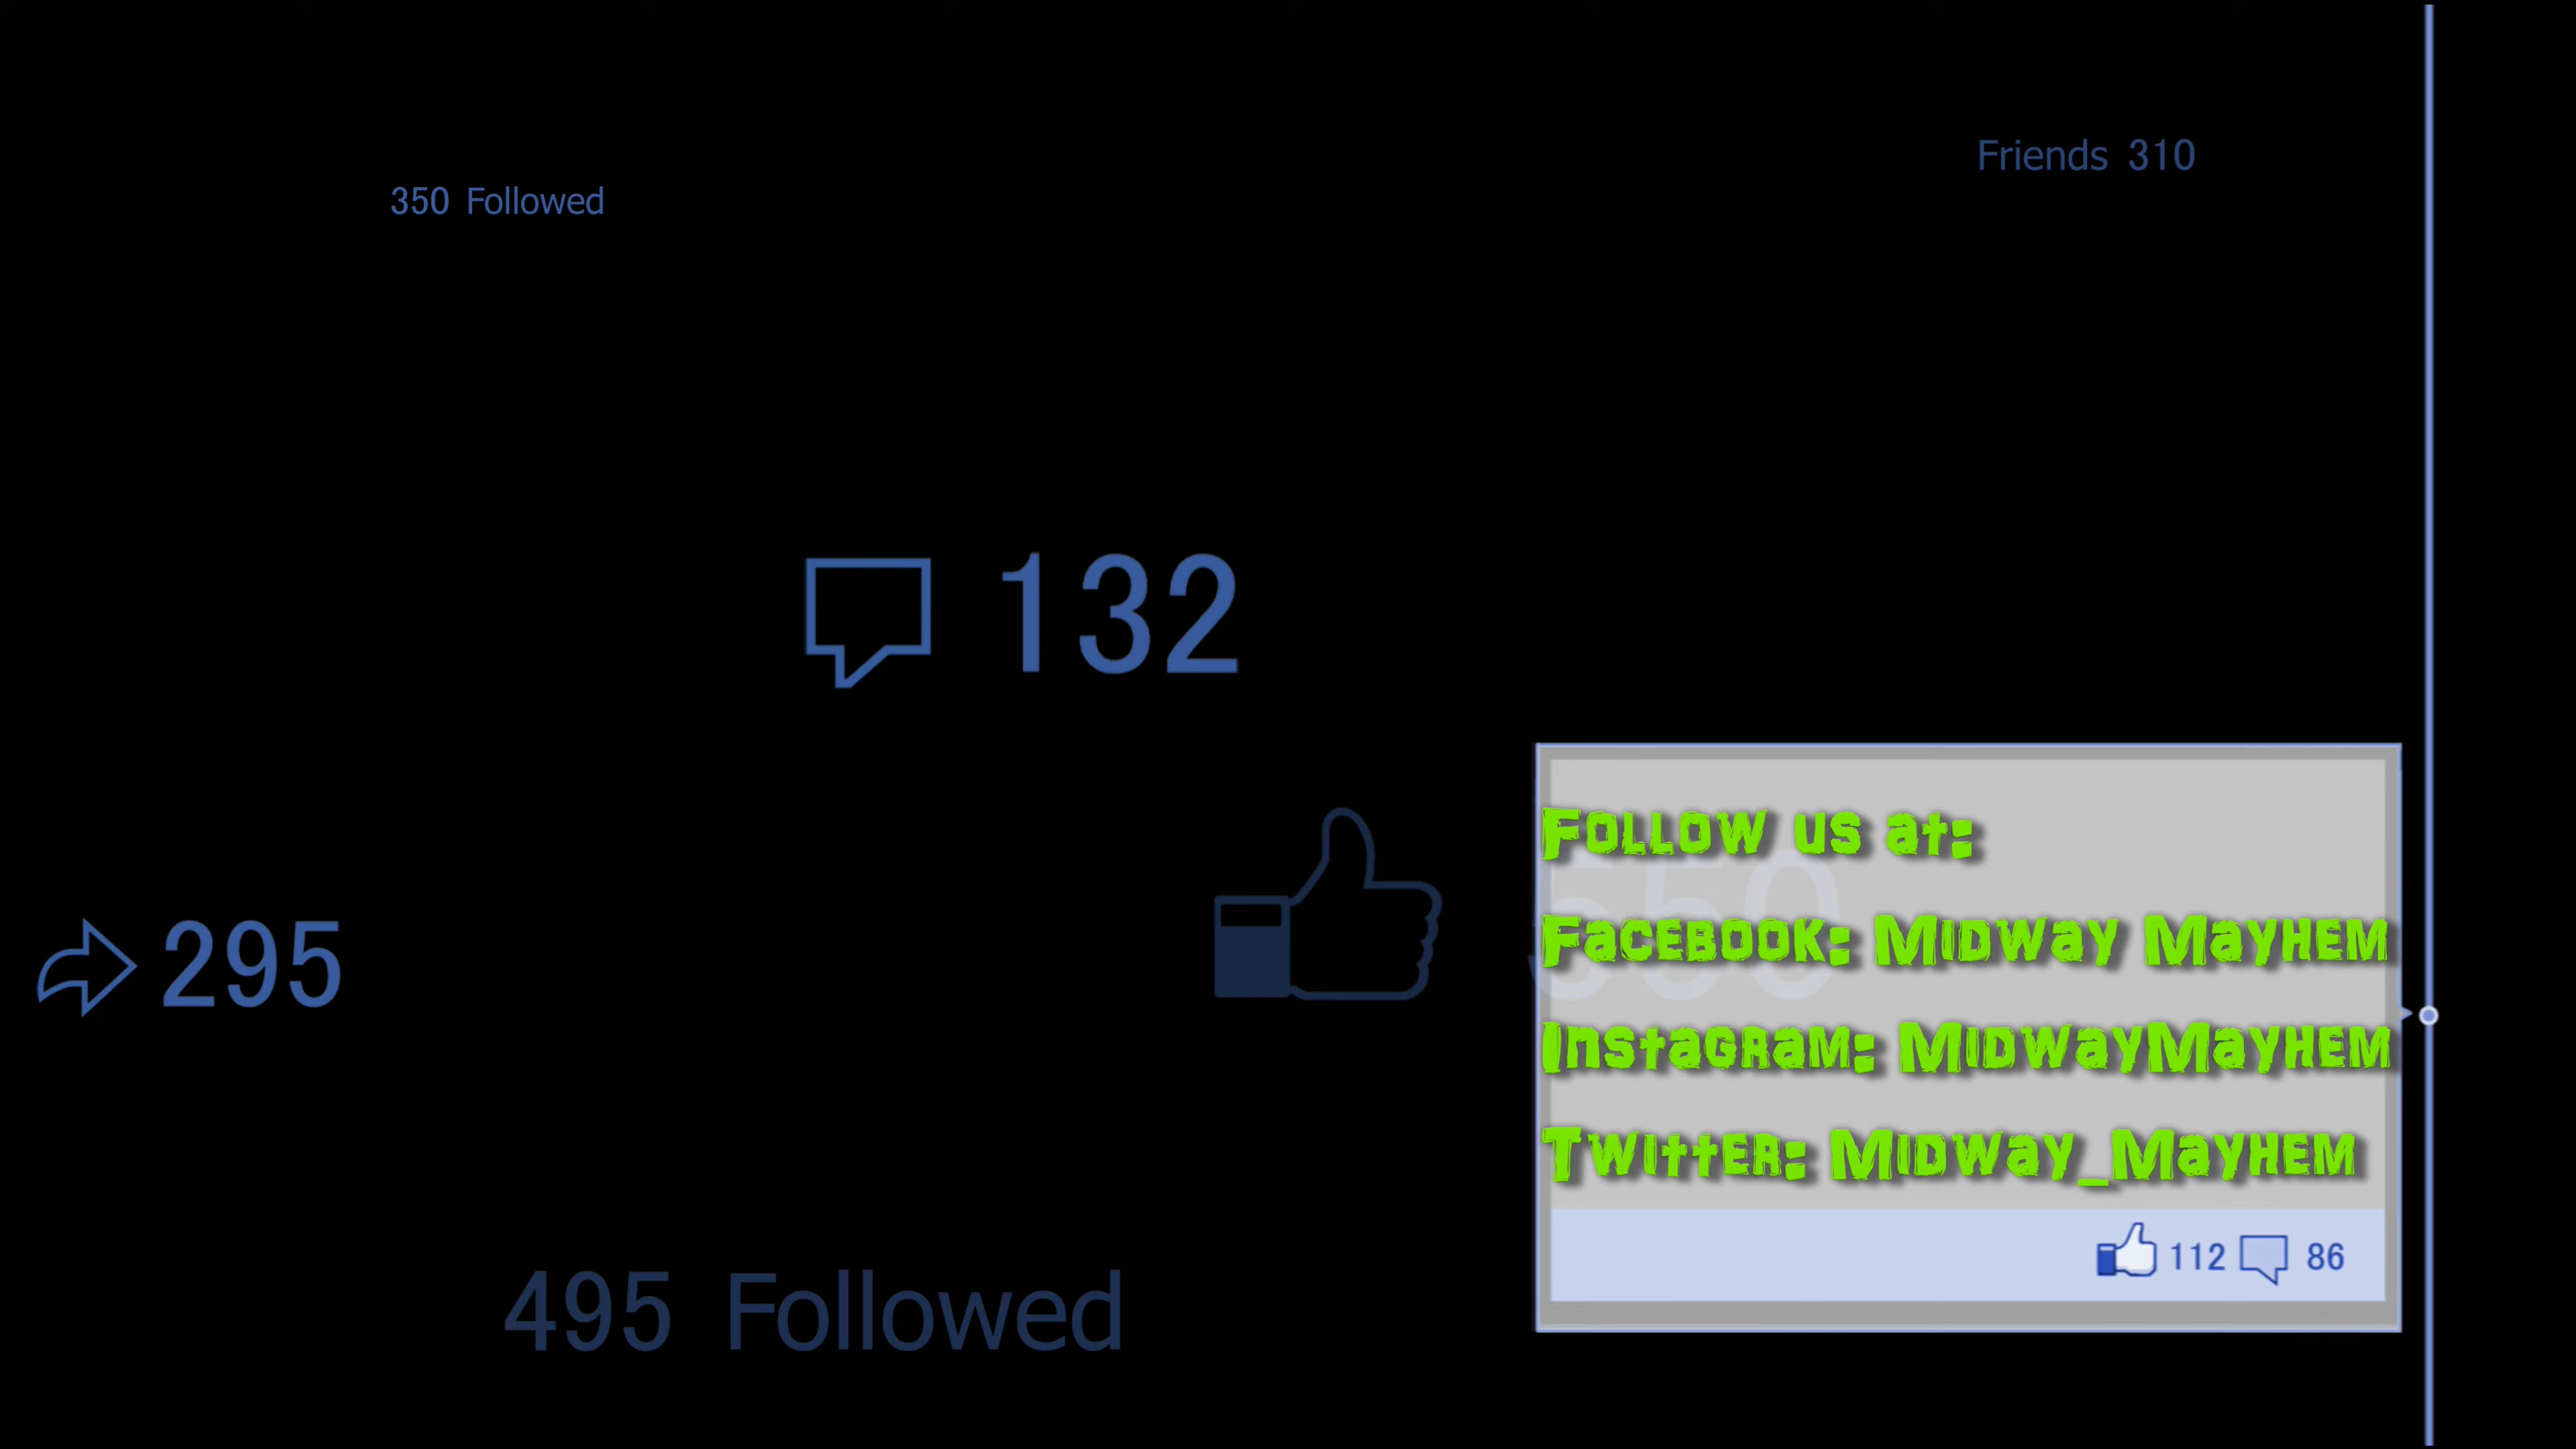 Friends 310
350 Followed
132
550
295
Follow us at:
Facebook: Midway Mayhem
Instagram: MidwayMayhem
Twitter: Midway_Mayhem
112 86
495 Followed